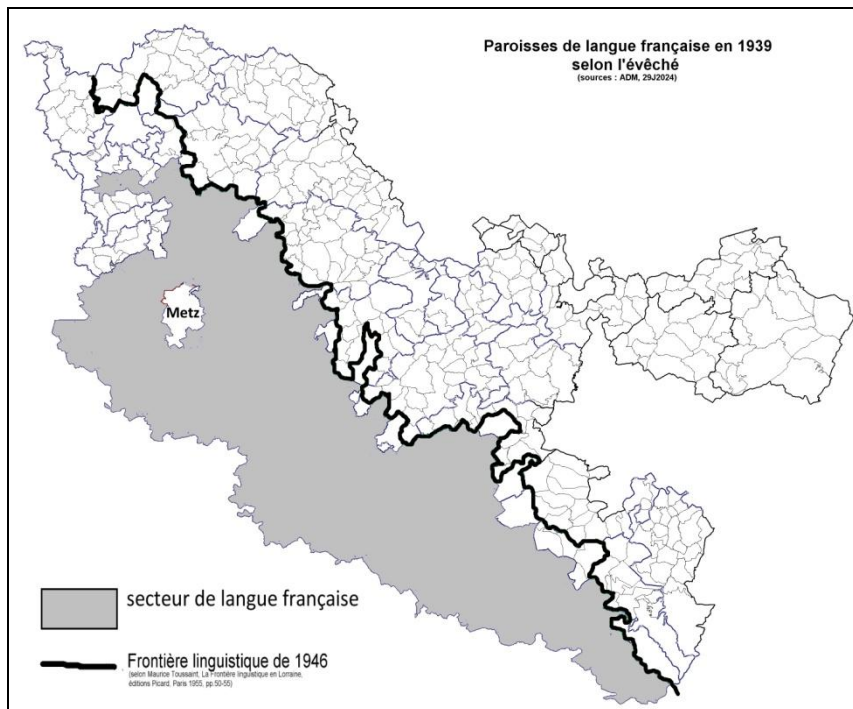 Paroisses de langue française en 1939
selon l'évêché
(sources : ADM, 29J2024)
Metz
secteur de langue française
Frontière linguistique de 1946
(selon Maurice Toussaint, La Frontière linguistique en Lorraine,
éditions Picard, Paris 1955, pp.50-55)